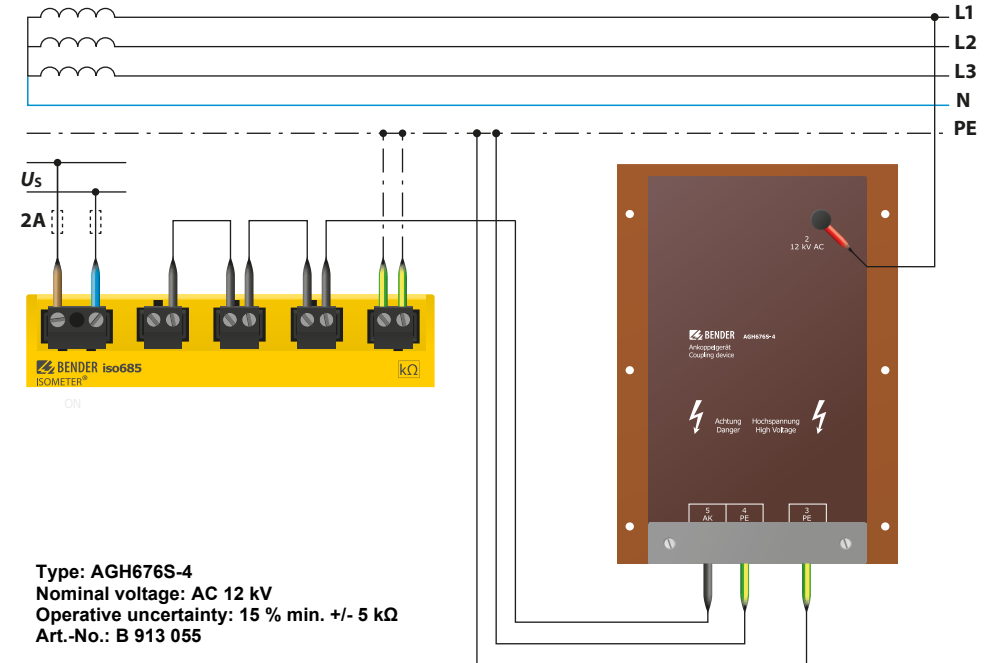 L1
L2
L3
N
PE
Us
2A
2
12 kV AC
BENDER AGH676S-4
Ankoppelgerät
Coupling device
BENDER iso685
ISOMETER®
kΩ
ON
Achtung Hochspannung
Danger High Voltage
5 4 3
AK PE PE
Type: AGH676S-4
Nominal voltage: AC 12 kV
Operative uncertainty: 15 % min. +/- 5 kΩ
Art.-No.: B 913 055